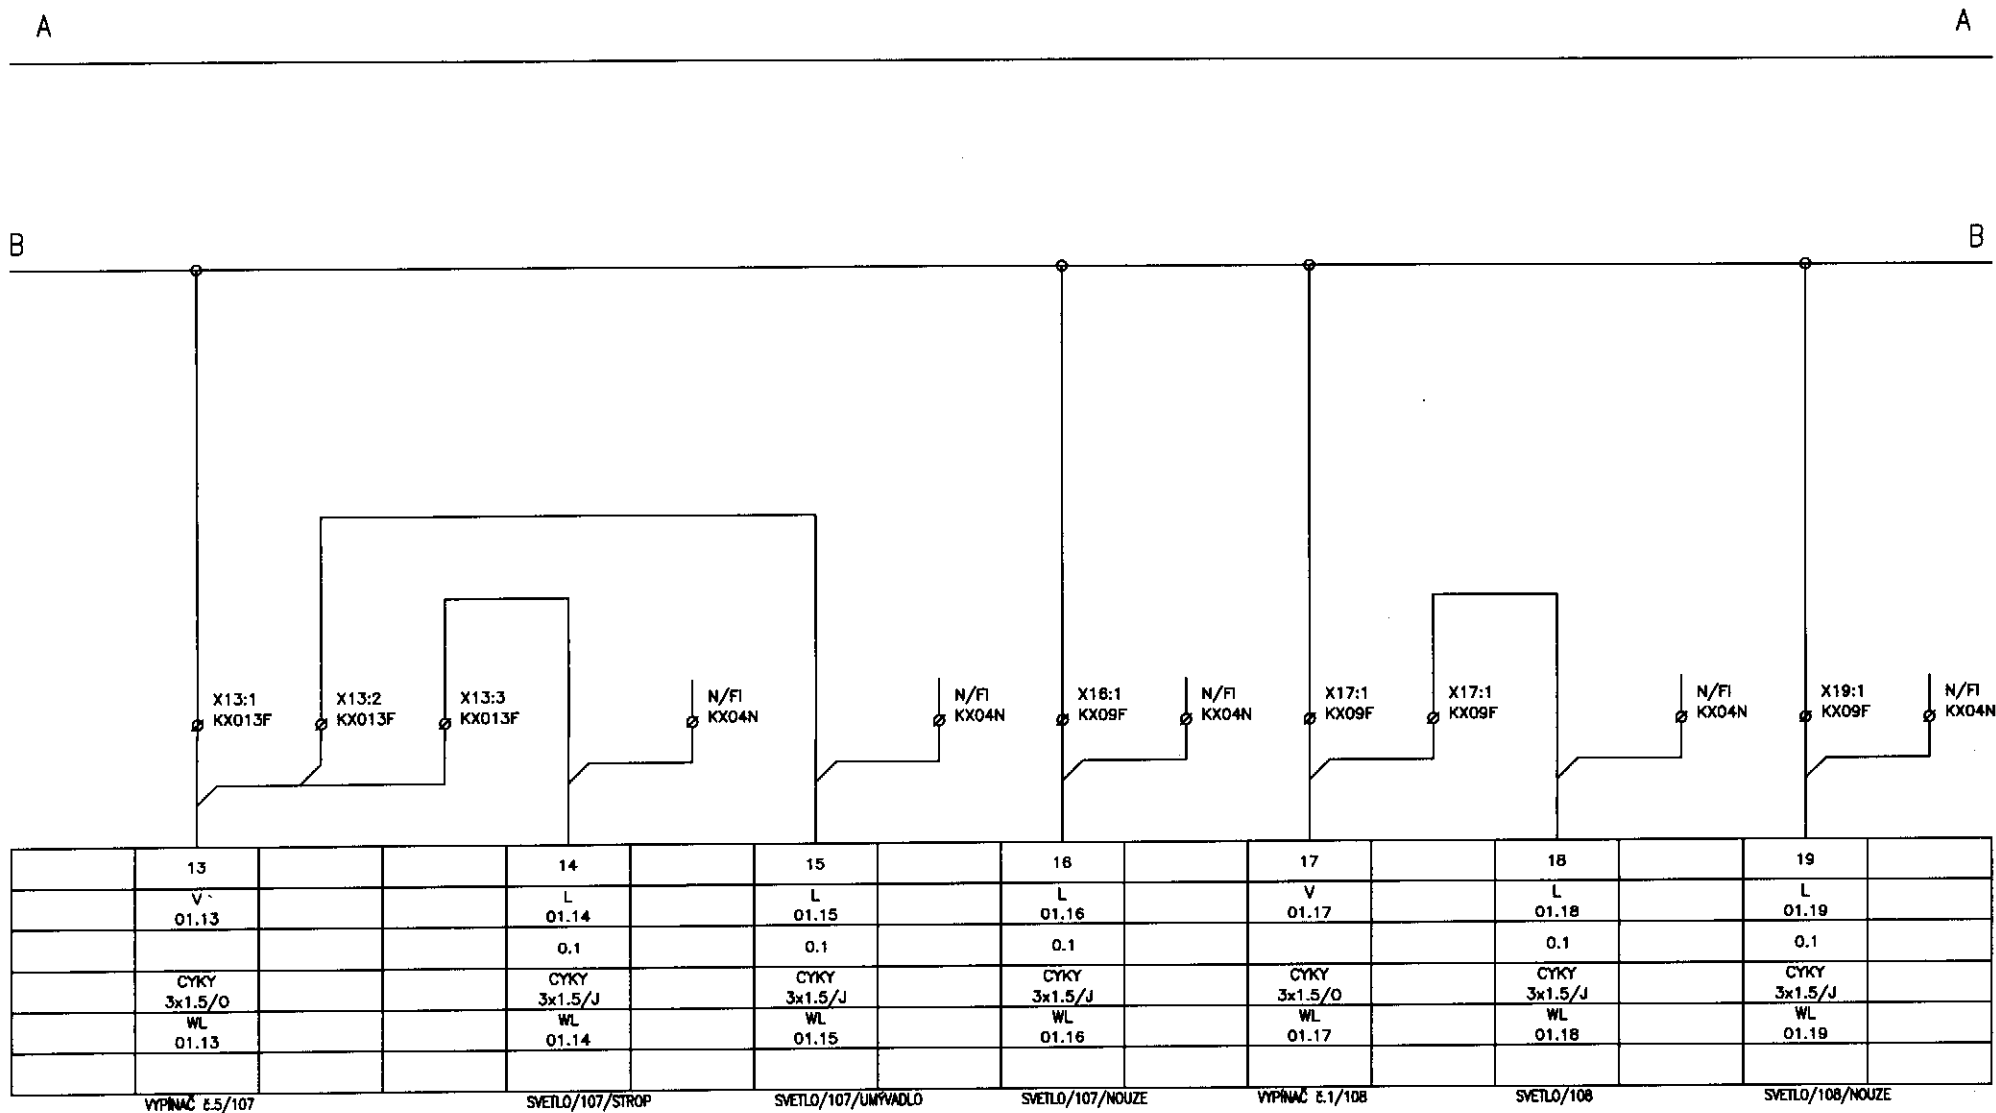 A A
B B
X13:1 X13:2 X13:3 N/FI N/FI X16:1 N/FI X17:1 X17:1 N/FI X19:1 N/FI
KX013F KX013F KX013F KX04N KX04N KX09F KX04N KX09F KX09F KX04N KX09F KX04N
13 14 15 16 17 18 19
V L L L V L L
01.13 01.14 01.15 01.16 01.17 01.18 01.19
0.1 0.1 0.1 0.1 0.1
CYKY CYKY CYKY CYKY CYKY CYKY CYKY
3x1.5/O 3x1.5/J 3x1.5/J 3x1.5/J 3x1.5/O 3x1.5/J 3x1.5/J
WL WL WL WL WL WL WL
01.13 01.14 01.15 01.16 01.17 01.18 01.19
VYPÍNAČ č.5/107 SVETLO/107/STROP SVETLO/107/UMÝVADLO SVETLO/107/NOUZE VYPÍNAČ č.1/108 SVETLO/108 SVETLO/108/NOUZE